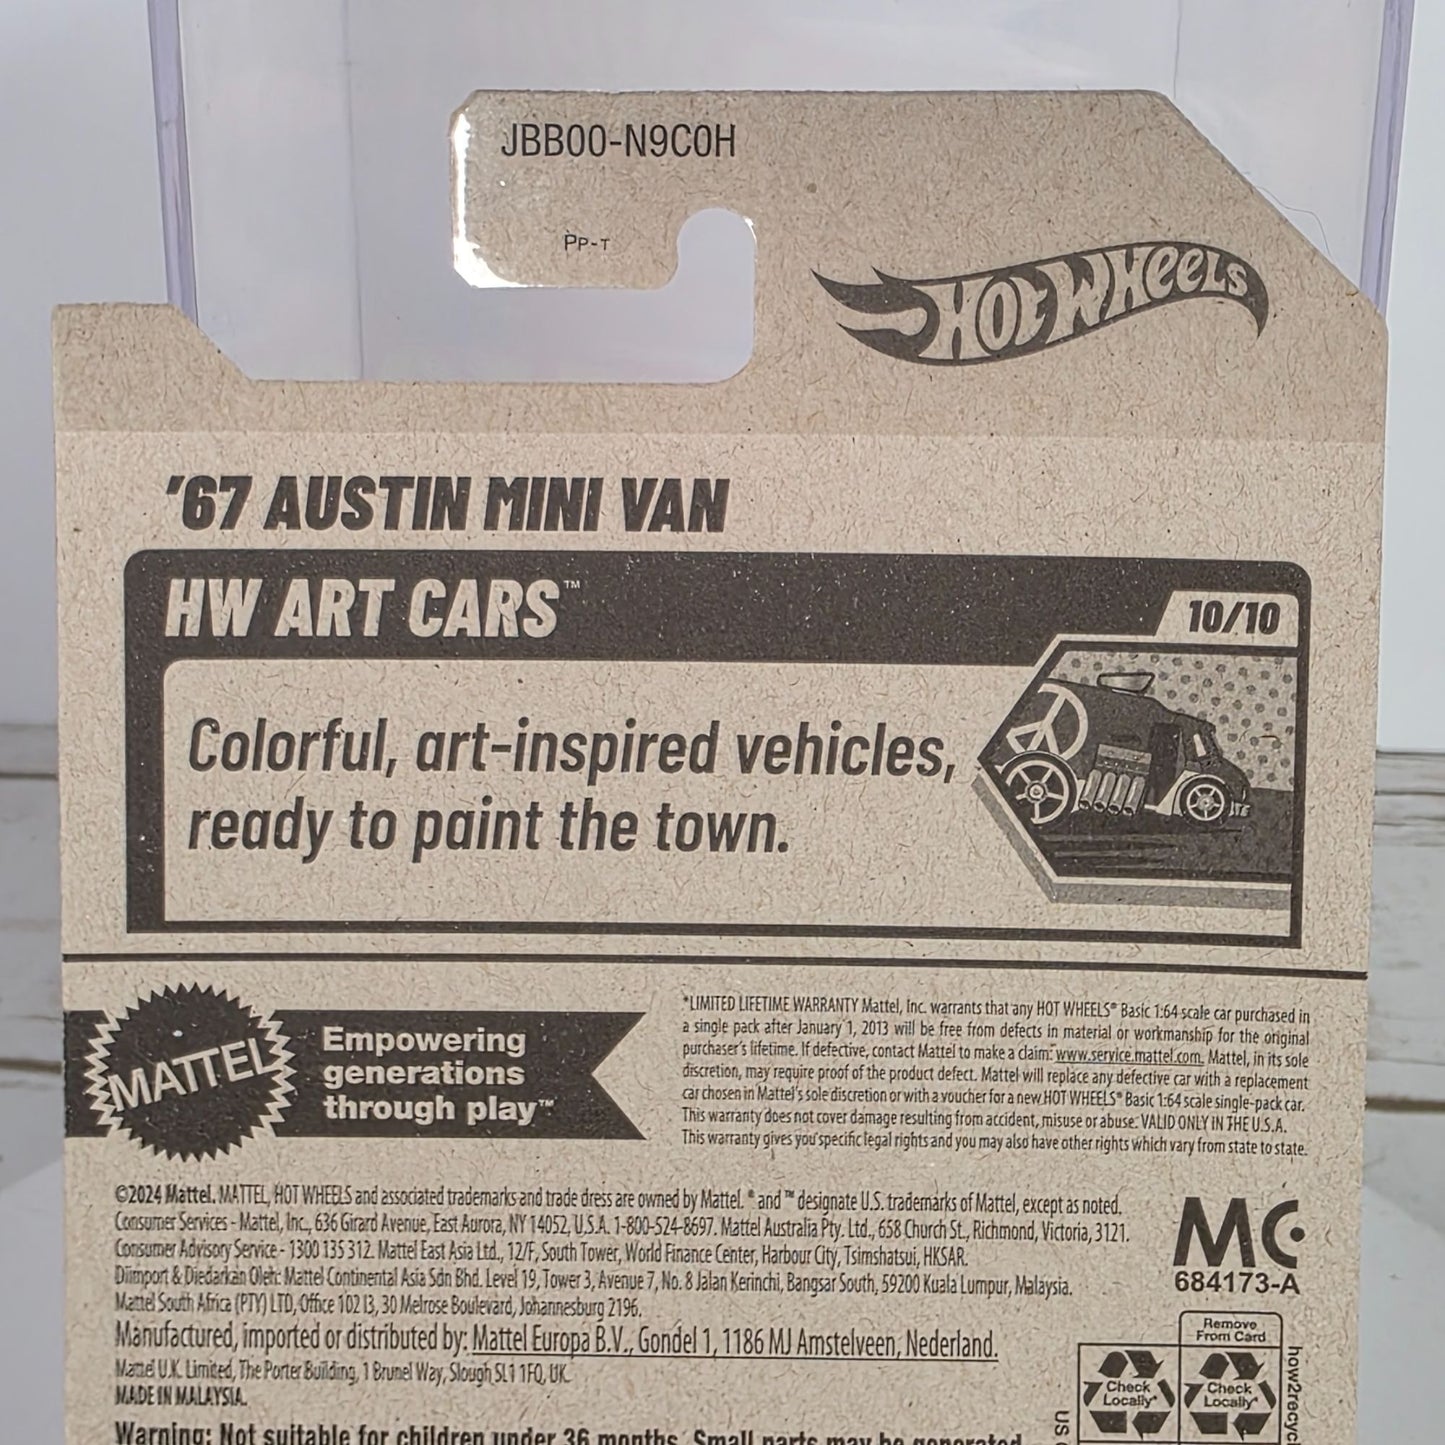 JBB00-N9C0H
PP-T
HOT WHEELS
'67 AUSTIN MINI VAN
HW ART CARS™
10/10
Colorful, art-inspired vehicles,
ready to paint the town.
MATTEL
Empowering
generations
through play™
*LIMITED LIFETIME WARRANTY Mattel, Inc. warrants that any HOT WHEELS® Basic 1:64 scale car purchased in
a single pack after January 1, 2013 will be free from defects in material or workmanship for the original
purchaser's lifetime. If defective, contact Mattel to make a claim: www.service.mattel.com. Mattel, in its sole
discretion, may require proof of the product defect. Mattel will replace any defective car with a replacement
car chosen in Mattel's sole discretion or with a voucher for a new HOT WHEELS® Basic 1:64 scale single-pack car.
This warranty does not cover damage resulting from accident, misuse or abuse. VALID ONLY IN THE U.S.A.
This warranty gives you specific legal rights and you may also have other rights which vary from state to state.
©2024 Mattel. MATTEL, HOT WHEELS and associated trademarks and trade dress are owned by Mattel. ® and ™ designate U.S. trademarks of Mattel, except as noted.
Consumer Services - Mattel, Inc., 636 Girard Avenue, East Aurora, NY 14052, U.S.A. 1-800-524-8697. Mattel Australia Pty. Ltd., 658 Church St., Richmond, Victoria, 3121.
Consumer Advisory Service - 1300 135 312. Mattel East Asia Ltd., 12/F, South Tower, World Finance Center, Harbour City, Tsimshatsui, HKSAR.
Diimport & Diedarkan Oleh: Mattel Continental Asia Sdn Bhd. Level 19, Tower 3, Avenue 7, No. 8 Jalan Kerinchi, Bangsar South, 59200 Kuala Lumpur, Malaysia.
Mattel South Africa (PTY) LTD, Office 102 I3, 30 Melrose Boulevard, Johannesburg 2196.
Manufactured, imported or distributed by: Mattel Europa B.V., Gondel 1, 1186 MJ Amstelveen, Nederland.
Mattel U.K. Limited, The Porter Building, 1 Brunel Way, Slough SL1 1FQ, UK.
MADE IN MALAYSIA.
Warning: Not suitable for children under 36 months. Small parts may be generated.
MC
684173-A
Remove
From Card
Check
Locally*
Check
Locally*
how2recyc
US